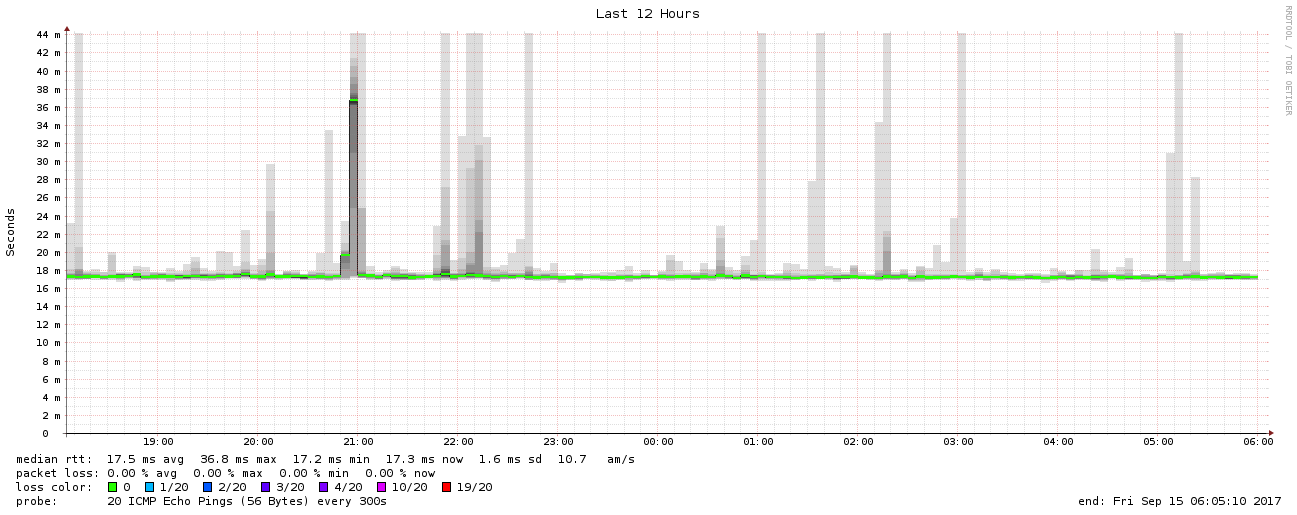 Last 12 Hours
RRDTOOL / TOBI OETIKER
Seconds
44 m
42 m
40 m
38 m
36 m
34 m
32 m
30 m
28 m
26 m
24 m
22 m
20 m
18 m
16 m
14 m
12 m
10 m
8 m
6 m
4 m
2 m
0
19:00 20:00 21:00 22:00 23:00 00:00 01:00 02:00 03:00 04:00 05:00 06:00
median rtt: 17.5 ms avg 36.8 ms max 17.2 ms min 17.3 ms now 1.6 ms sd 10.7 am/s
packet loss: 0.00 % avg 0.00 % max 0.00 % min 0.00 % now
loss color: 0 1/20 2/20 3/20 4/20 10/20 19/20
probe: 20 ICMP Echo Pings (56 Bytes) every 300s end: Fri Sep 15 06:05:10 2017